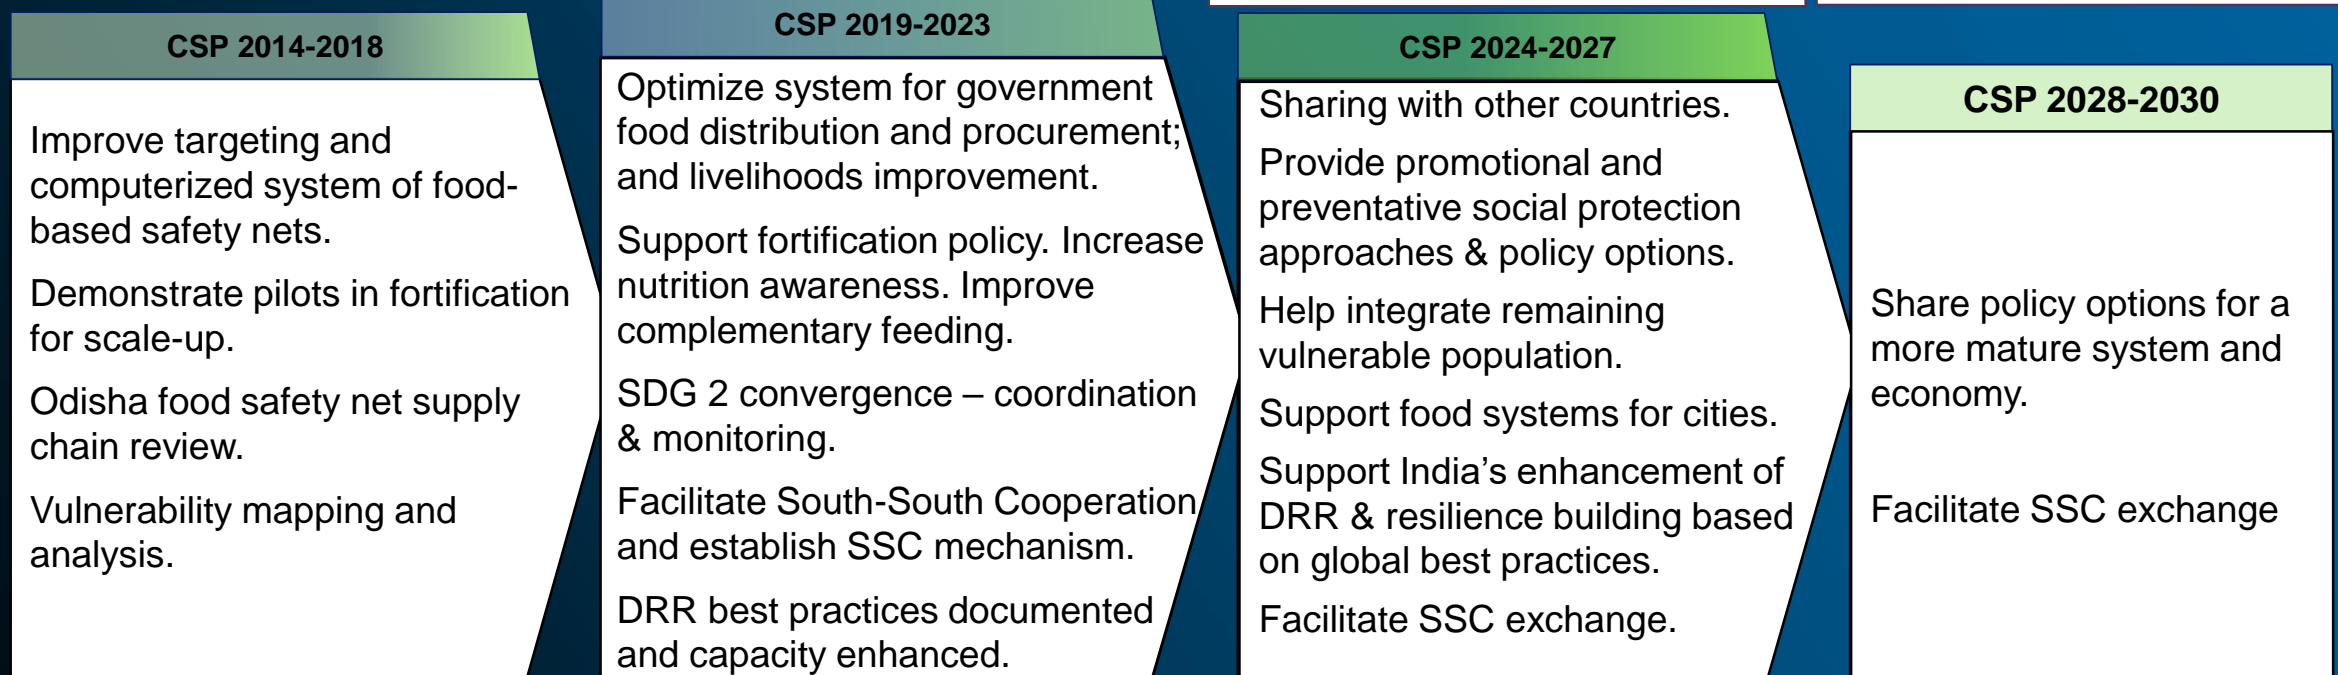 CSP 2014-2018
Improve targeting and
computerized system of food-
based safety nets.
Demonstrate pilots in fortification
for scale-up.
Odisha food safety net supply
chain review.
Vulnerability mapping and
analysis.
CSP 2019-2023
Optimize system for government
food distribution and procurement;
and livelihoods improvement.
Support fortification policy. Increase
nutrition awareness. Improve
complementary feeding.
SDG 2 convergence – coordination
& monitoring.
Facilitate South-South Cooperation
and establish SSC mechanism.
DRR best practices documented
and capacity enhanced.
CSP 2024-2027
Sharing with other countries.
Provide promotional and
preventative social protection
approaches & policy options.
Help integrate remaining
vulnerable population.
Support food systems for cities.
Support India’s enhancement of
DRR & resilience building based
on global best practices.
Facilitate SSC exchange.
CSP 2028-2030
Share policy options for a
more mature system and
economy.
Facilitate SSC exchange